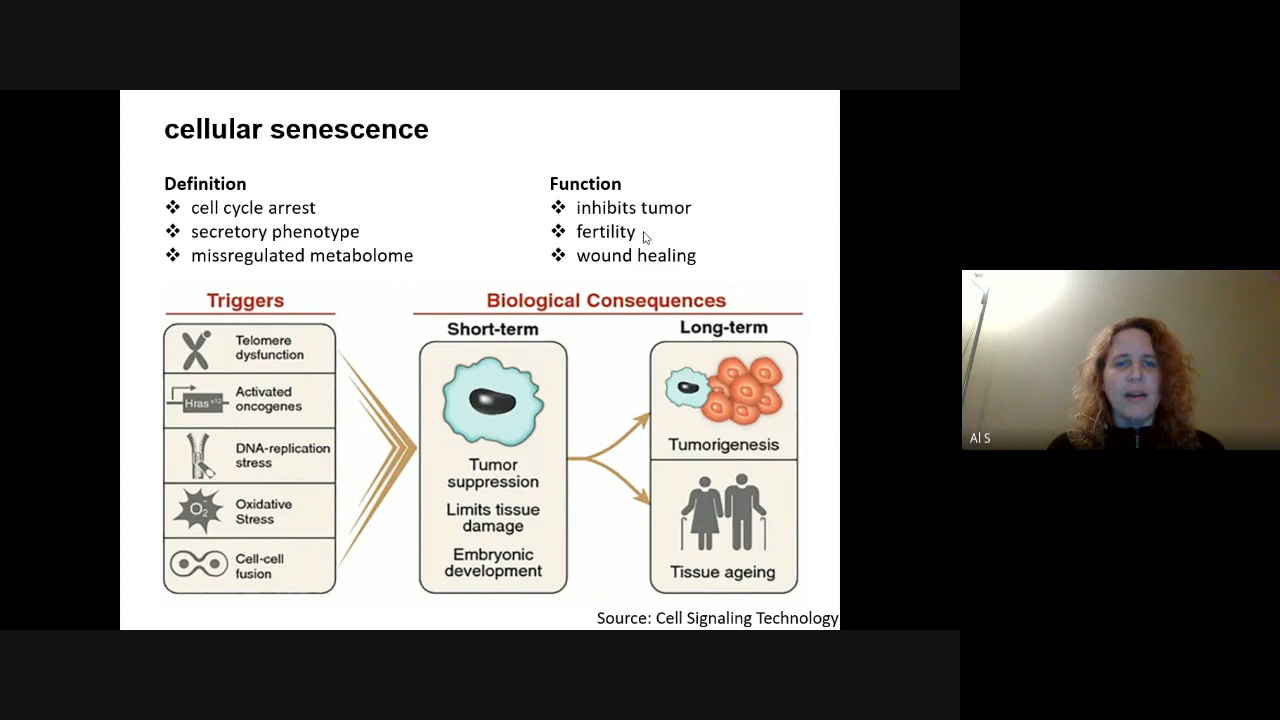 cellular senescence
Definition
❖ cell cycle arrest
❖ secretory phenotype
❖ missregulated metabolome
Function
❖ inhibits tumor
❖ fertility
❖ wound healing
Triggers
Telomere
dysfunction
Hras v12
Activated
oncogenes
DNA-replication
stress
O2-
Oxidative
Stress
Cell-cell
fusion
Biological Consequences
Short-term
Tumor
suppression
Limits tissue
damage
Embryonic
development
Long-term
Tumorigenesis
Tissue ageing
Source: Cell Signaling Technology
Al S